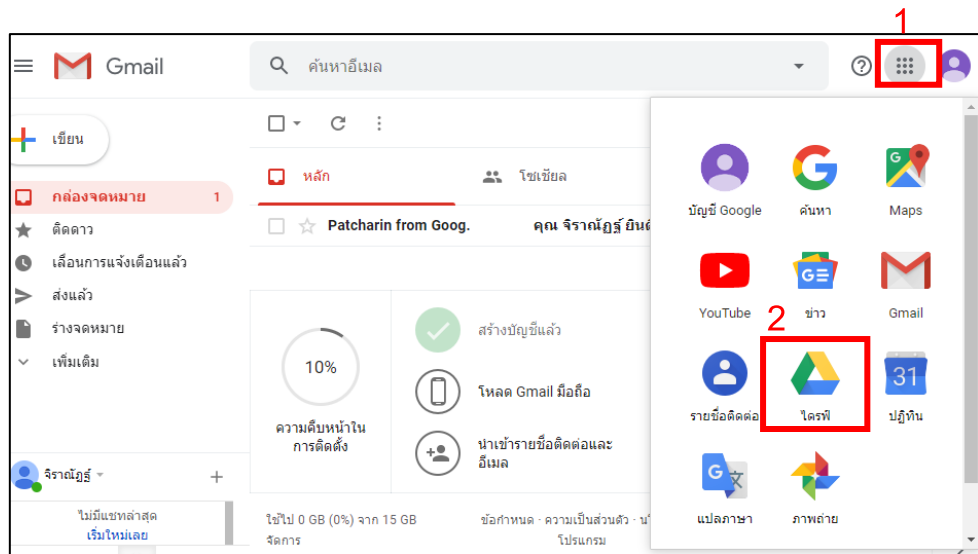 1
Gmail
ค้นหาอีเมล
เขียน
หลัก
โซเชียล
กล่องจดหมาย 1
Patcharin from Goog.
คุณ จิราณัฏฐ์ ยินดี
ติดดาว
เลื่อนการแจ้งเตือนแล้ว
ส่งแล้ว
ร่างจดหมาย
เพิ่มเติม
10%
ความคืบหน้าใน
การติดตั้ง
สร้างบัญชีแล้ว
โหลด Gmail มือถือ
นำเข้ารายชื่อติดต่อและ
อีเมล
จิราณัฏฐ์
ไม่มีแชทล่าสุด
เริ่มใหม่เลย
ใช้ไป 0 GB (0%) จาก 15 GB
จัดการ
ข้อกำหนด · ความเป็นส่วนตัว ·
โปรแกรม
บัญชี Google
ค้นหา
G
Maps
YouTube
GE
ข่าว
Gmail
2
รายชื่อติดต่อ
ไดรฟ์
31
ปฏิทิน
G 文
แปลภาษา
ภาพถ่าย